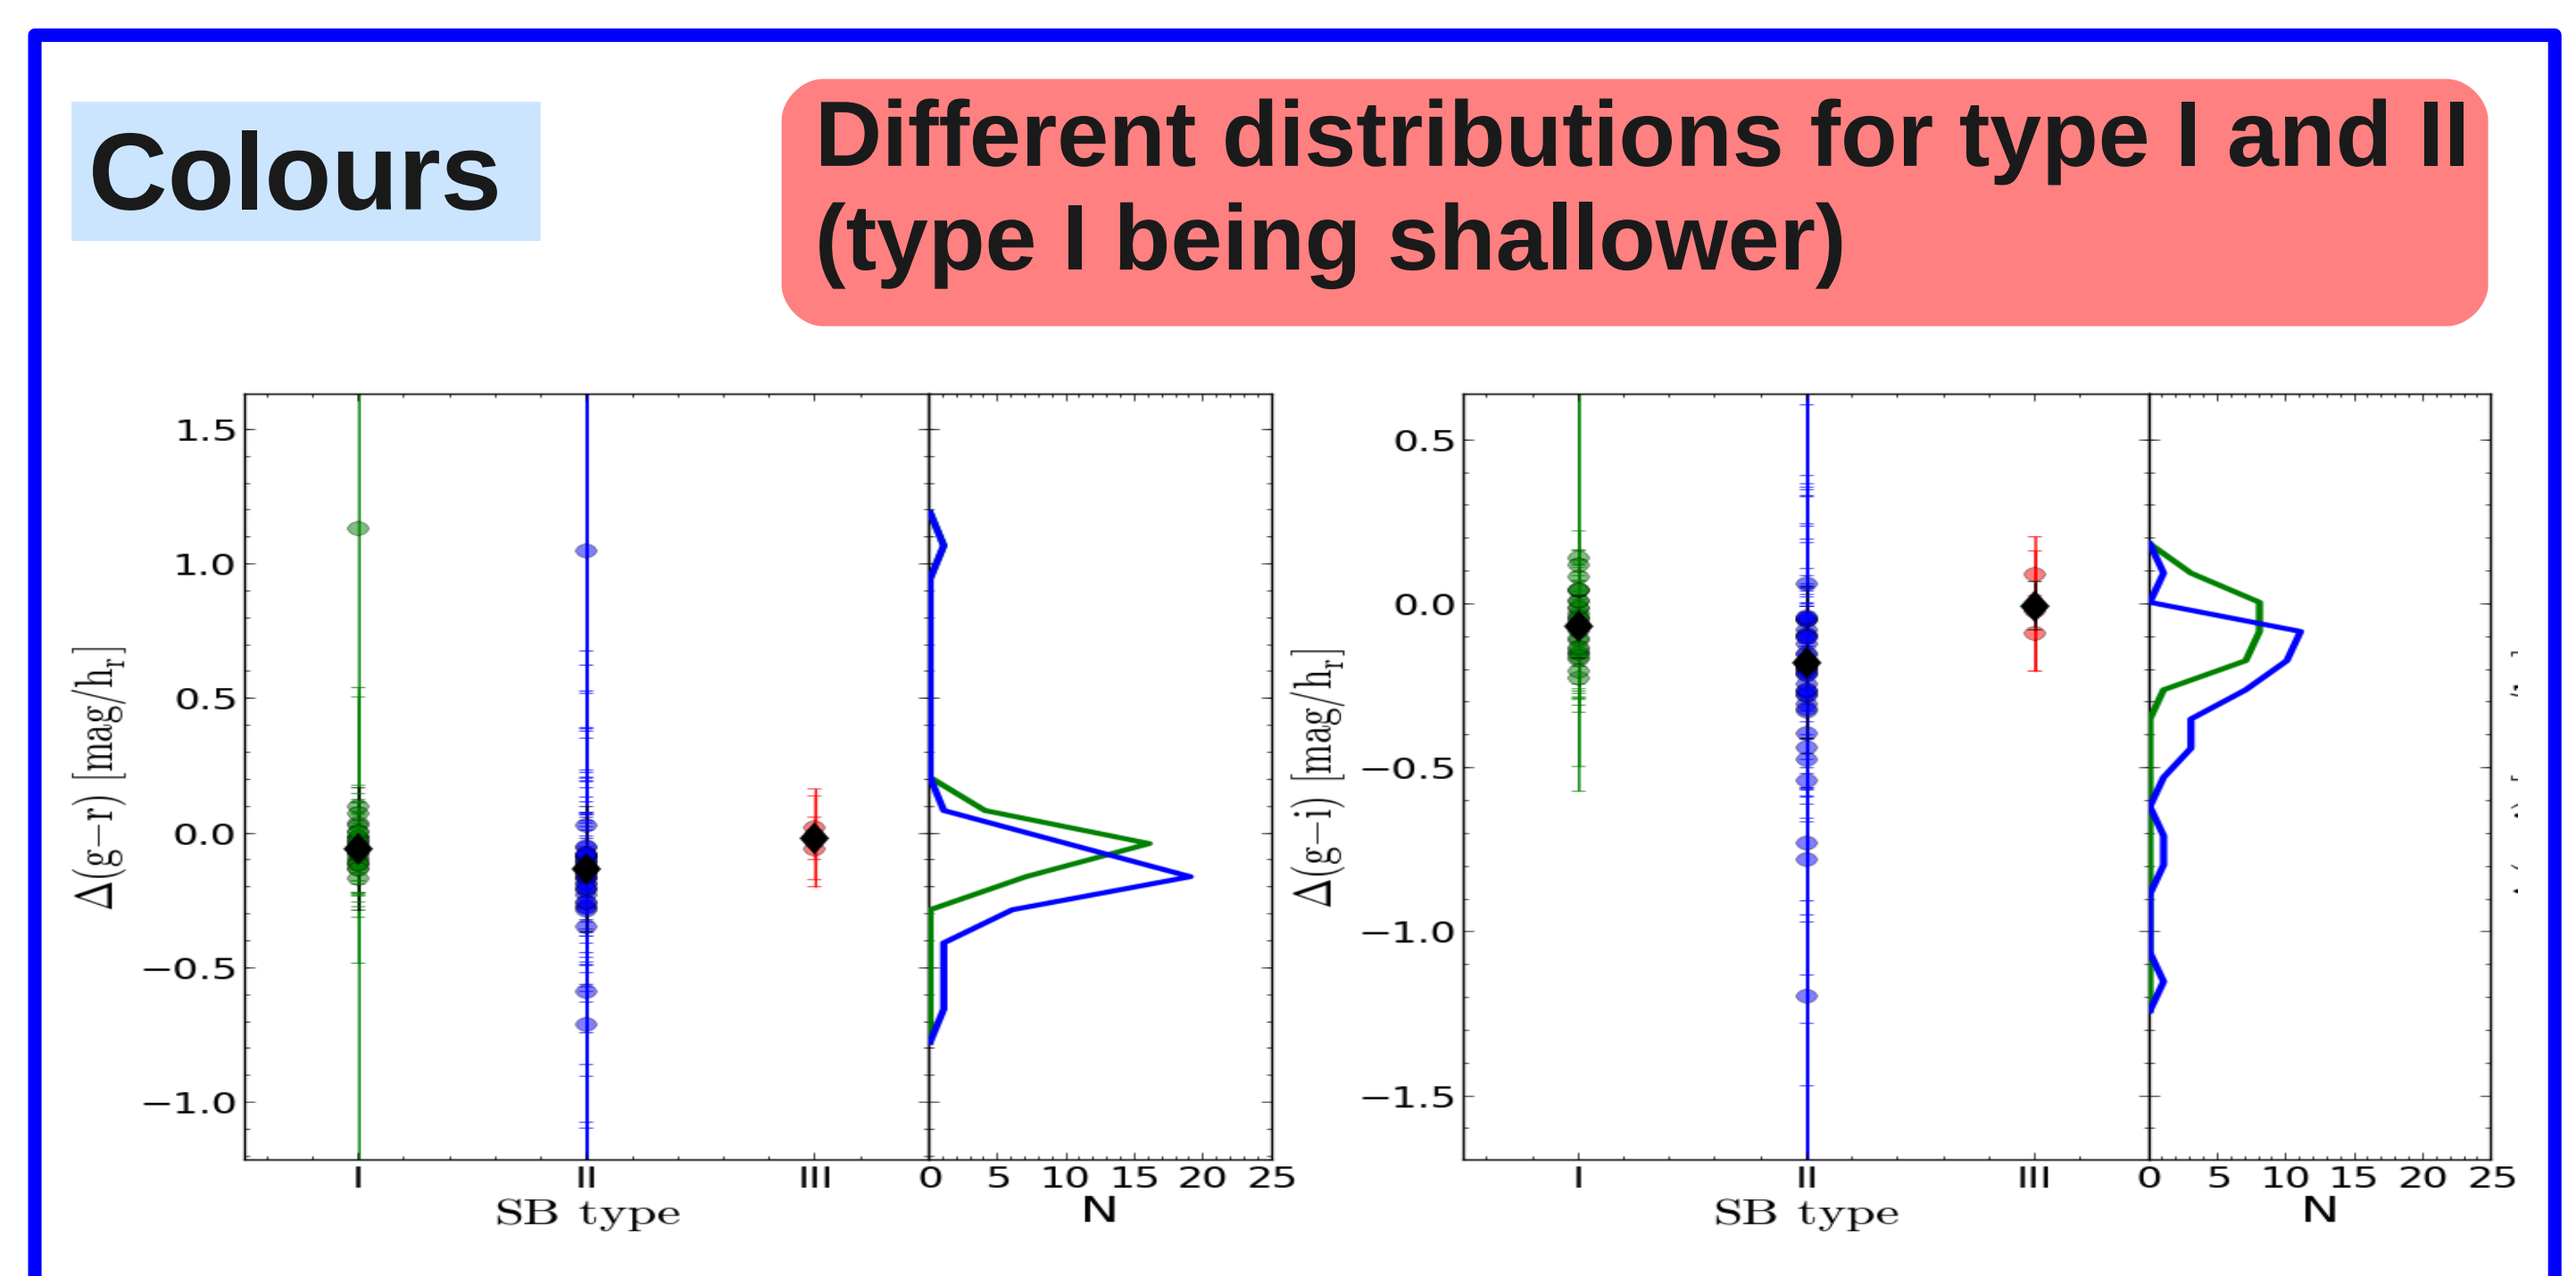 Colours
Different distributions for type I and II
(type I being shallower)
Δ(g−r) [mag/h_r]
1.5
1.0
0.5
0.0
−0.5
−1.0
I II III
SB type
0 5 10 15 20 25
N
Δ(g−i) [mag/h_r]
0.5
0.0
−0.5
−1.0
−1.5
I II III
SB type
0 5 10 15 20 25
N